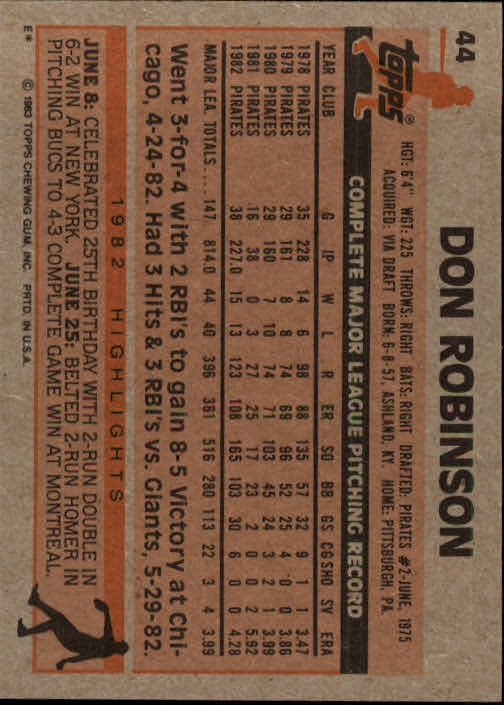 44
DON ROBINSON
topps®
HGT: 6'4" WGT: 225 THROWS: RIGHT BATS: RIGHT DRAFTED: PIRATES #2-JUNE, 1975
ACQUIRED: VIA DRAFT BORN: 6-8-57, ASHLAND, KY. HOME: PITTSBURGH, PA.
COMPLETE MAJOR LEAGUE PITCHING RECORD
YEAR CLUB G IP W L R ER SO BB GS CG SHO SV ERA
1978 PIRATES 35 228 14 6 98 88 135 57 32 9 1 1 3.47
1979 PIRATES 29 161 8 8 74 69 96 52 25 4 0 0 3.86
1980 PIRATES 29 160 7 10 74 71 103 45 24 3 2 1 3.99
1981 PIRATES 16 38 0 3 27 25 17 23 2 0 0 2 5.92
1982 PIRATES 38 227.0 15 13 123 108 165 103 30 6 0 0 4.28
MAJOR LEA. TOTALS.... 147 814.0 44 40 396 381 516 280 113 22 3 4 3.99
Went 3-for-4 with 2 RBI's to gain 8-5 Victory at Chi-
cago, 4-24-82. Had 3 Hits & 3 RBI's vs. Giants, 5-29-82.
1982 HIGHLIGHTS
JUNE 8: CELEBRATED 25TH BIRTHDAY WITH 2-RUN DOUBLE IN
6-2 WIN AT NEW YORK. JUNE 25: BELTED 2-RUN HOMER IN
PITCHING BUCS TO 4-3 COMPLETE GAME WIN AT MONTREAL.
E* © 1983 TOPPS CHEWING GUM, INC. PRTD. IN U.S.A.